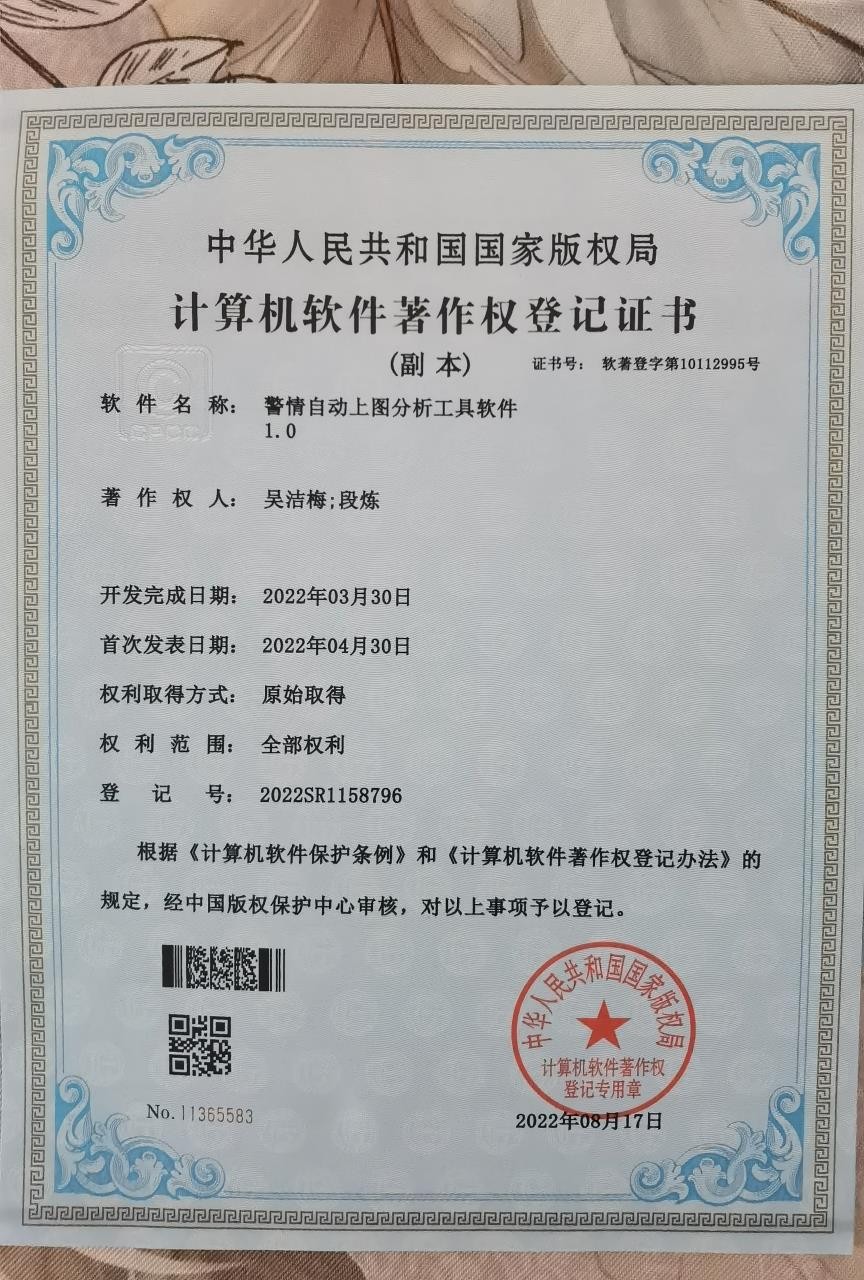 中华人民共和国国家版权局
计算机软件著作权登记证书
(副 本)
证书号： 软著登字第10112995号
软 件 名 称： 警情自动上图分析工具软件
1.0
著 作 权 人： 吴洁梅;段炼
开发完成日期： 2022年03月30日
首次发表日期： 2022年04月30日
权利取得方式： 原始取得
权 利 范 围： 全部权利
登 记 号： 2022SR1158796
根据《计算机软件保护条例》和《计算机软件著作权登记办法》的
规定，经中国版权保护中心审核，对以上事项予以登记。
中华人民共和国国家版权局
计算机软件著作权
登记专用章
No. 11365583
2022年08月17日